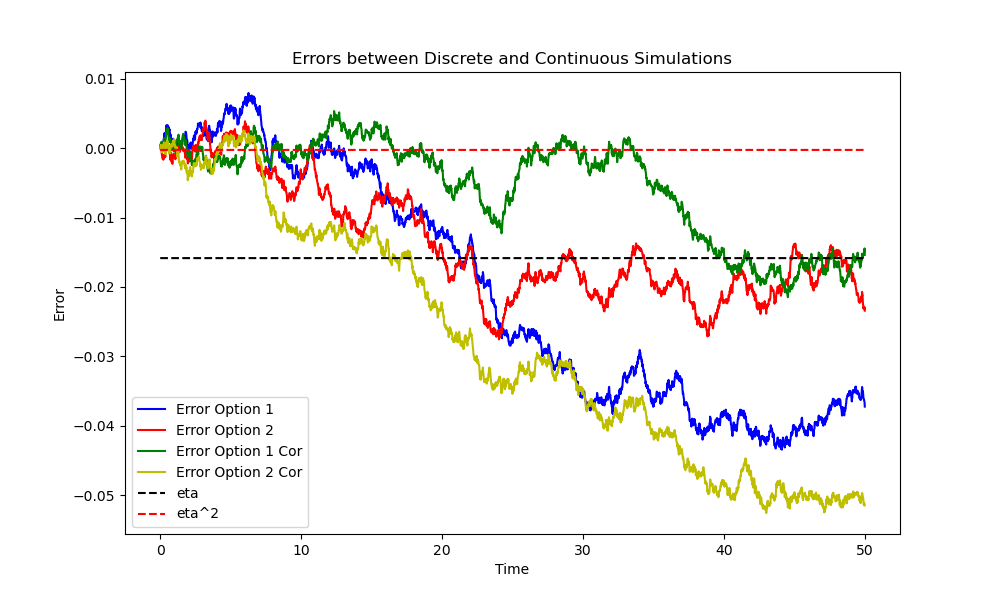 Errors between Discrete and Continuous Simulations
0.01
0.00
−0.01
−0.02
−0.03
−0.04
−0.05
Error
Error Option 1
Error Option 2
Error Option 1 Cor
Error Option 2 Cor
eta
eta^2
0 10 20 30 40 50
Time